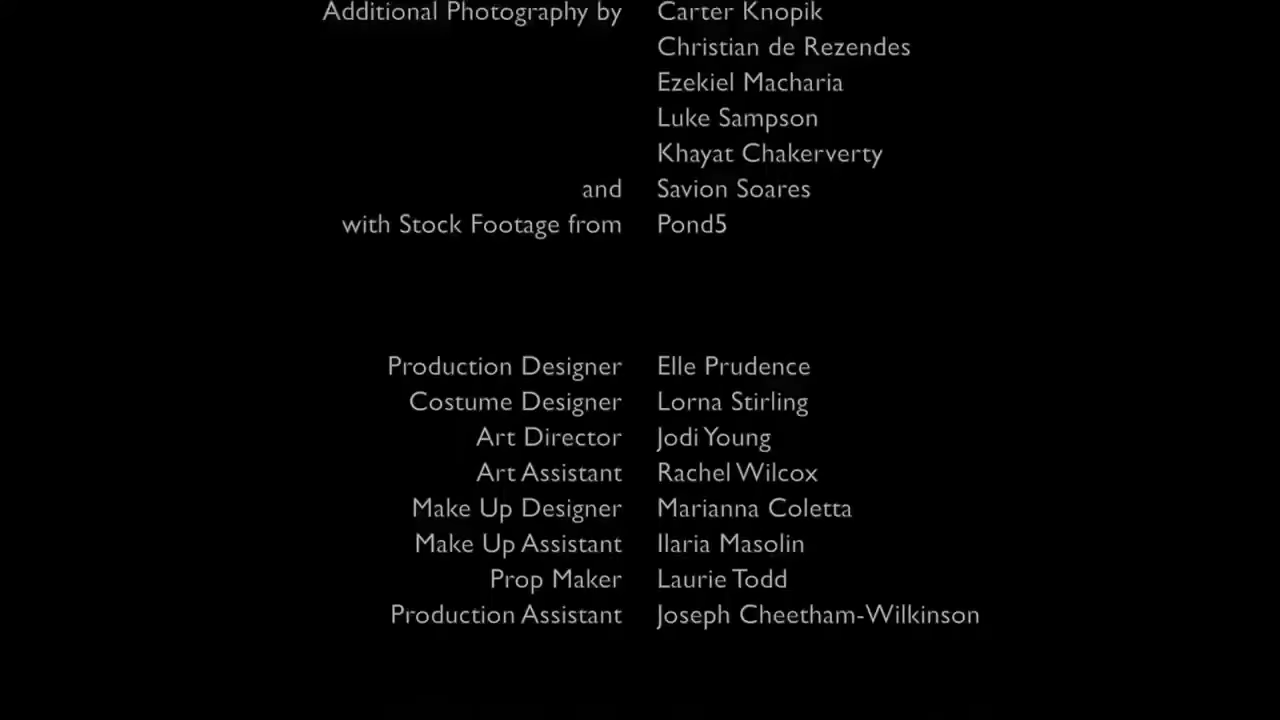 Additional Photography by Carter Knopik
Christian de Rezendes
Ezekiel Macharia
Luke Sampson
Khayat Chakerverty
and Savion Soares
with Stock Footage from Pond5
Production Designer Elle Prudence
Costume Designer Lorna Stirling
Art Director Jodi Young
Art Assistant Rachel Wilcox
Make Up Designer Marianna Coletta
Make Up Assistant Ilaria Masolin
Prop Maker Laurie Todd
Production Assistant Joseph Cheetham-Wilkinson